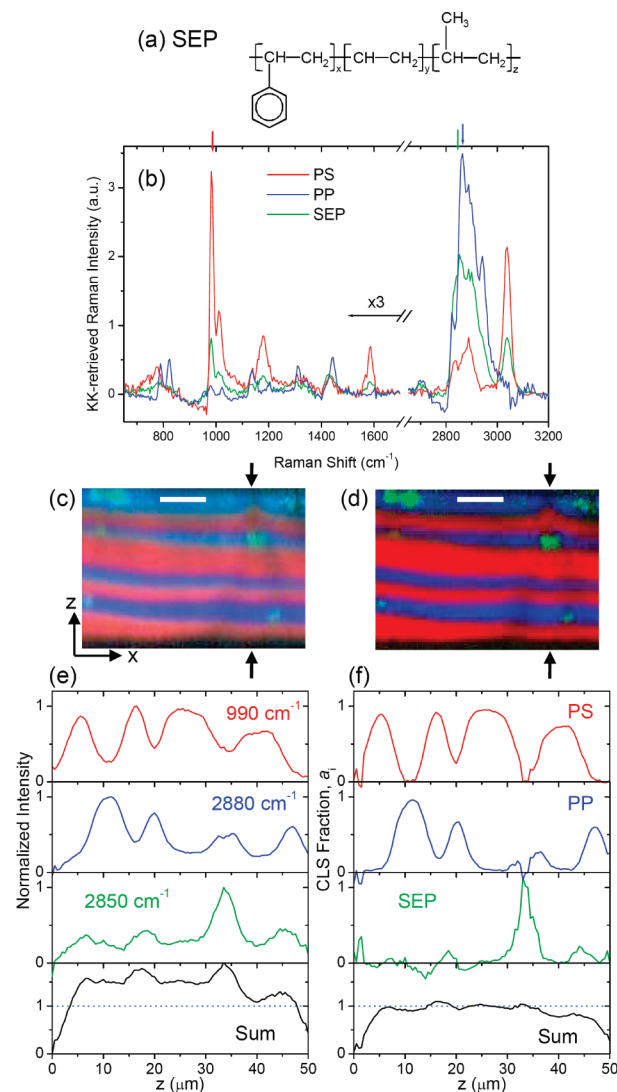 (a) SEP
CH3
CH CH2 x CH CH2 y CH CH2 z
(b)
PS
PP
SEP
x3
KK-retrieved Raman Intensity (a.u.)
3
2
1
0
800 1000 1200 1400 1600 2800 3000 3200
Raman Shift (cm-1)
(c)
(d)
z
x
(e)
(f)
990 cm-1
PS
2880 cm-1
PP
2850 cm-1
SEP
Sum
Sum
Normalized Intensity
CLS Fraction, ai
1
0
1
0
1
0
1
0
1
0
1
0
1
0
1
0
0 10 20 30 40 50
0 10 20 30 40 50
z (μm)
z (μm)